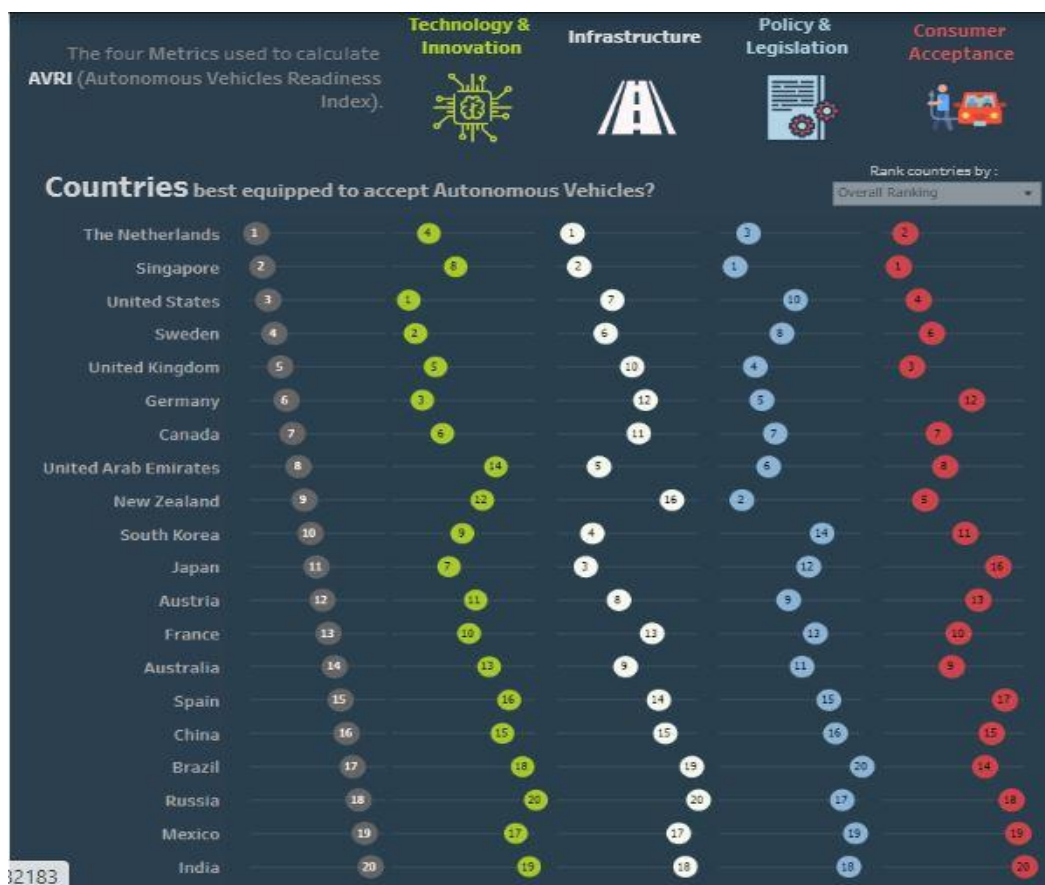 Technology & Innovation
Infrastructure
Policy & Legislation
Consumer Acceptance
The four Metrics used to calculate
AVRI (Autonomous Vehicles Readiness
Index).
Countries best equipped to accept Autonomous Vehicles?
Rank countries by :
Overall Ranking
The Netherlands 1 4 1 3 2
Singapore 2 8 2 1 1
United States 3 1 7 10 4
Sweden 4 2 6 8 6
United Kingdom 5 5 10 4 3
Germany 6 3 12 5 12
Canada 7 6 11 7 7
United Arab Emirates 8 14 5 6 8
New Zealand 9 12 16 2 5
South Korea 10 9 4 14 11
Japan 11 7 3 12 16
Austria 12 11 8 9 13
France 13 10 13 13 10
Australia 14 13 9 11 9
Spain 15 16 14 15 17
China 16 15 15 16 15
Brazil 17 18 19 20 14
Russia 18 20 20 17 18
Mexico 19 17 17 19 19
India 20 19 18 18 20
32183